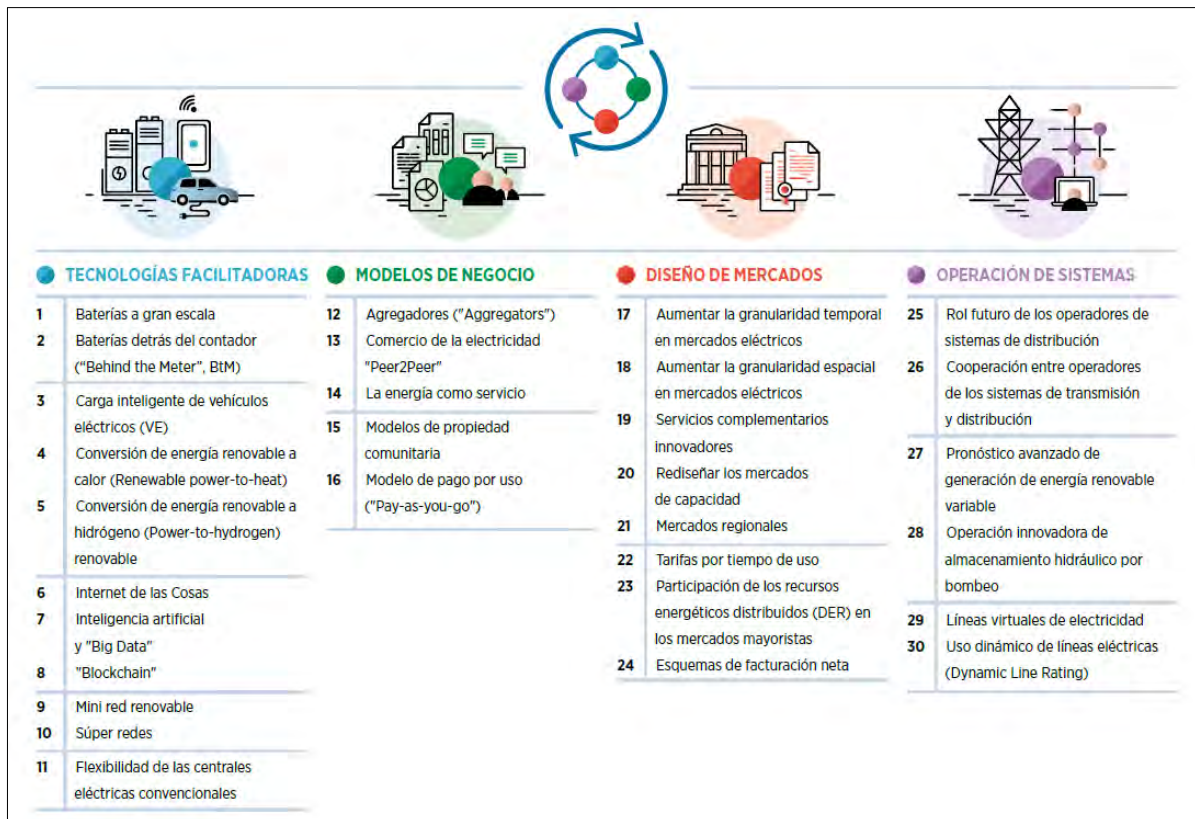 TECNOLOGÍAS FACILITADORAS
1 Baterías a gran escala
2 Baterías detrás del contador
("Behind the Meter", BtM)
3 Carga inteligente de vehículos
eléctricos (VE)
4 Conversión de energía renovable a
calor (Renewable power-to-heat)
5 Conversión de energía renovable a
hidrógeno (Power-to-hydrogen)
renovable
6 Internet de las Cosas
7 Inteligencia artificial
y "Big Data"
8 "Blockchain"
9 Mini red renovable
10 Súper redes
11 Flexibilidad de las centrales
eléctricas convencionales
MODELOS DE NEGOCIO
12 Agregadores ("Aggregators")
13 Comercio de la electricidad
"Peer2Peer"
14 La energía como servicio
15 Modelos de propiedad
comunitaria
16 Modelo de pago por uso
("Pay-as-you-go")
DISEÑO DE MERCADOS
17 Aumentar la granularidad temporal
en mercados eléctricos
18 Aumentar la granularidad espacial
en mercados eléctricos
19 Servicios complementarios
innovadores
20 Rediseñar los mercados
de capacidad
21 Mercados regionales
22 Tarifas por tiempo de uso
23 Participación de los recursos
energéticos distribuidos (DER) en
los mercados mayoristas
24 Esquemas de facturación neta
OPERACIÓN DE SISTEMAS
25 Rol futuro de los operadores de
sistemas de distribución
26 Cooperación entre operadores
de los sistemas de transmisión
y distribución
27 Pronóstico avanzado de
generación de energía renovable
variable
28 Operación innovadora de
almacenamiento hidráulico por
bombeo
29 Líneas virtuales de electricidad
30 Uso dinámico de líneas eléctricas
(Dynamic Line Rating)